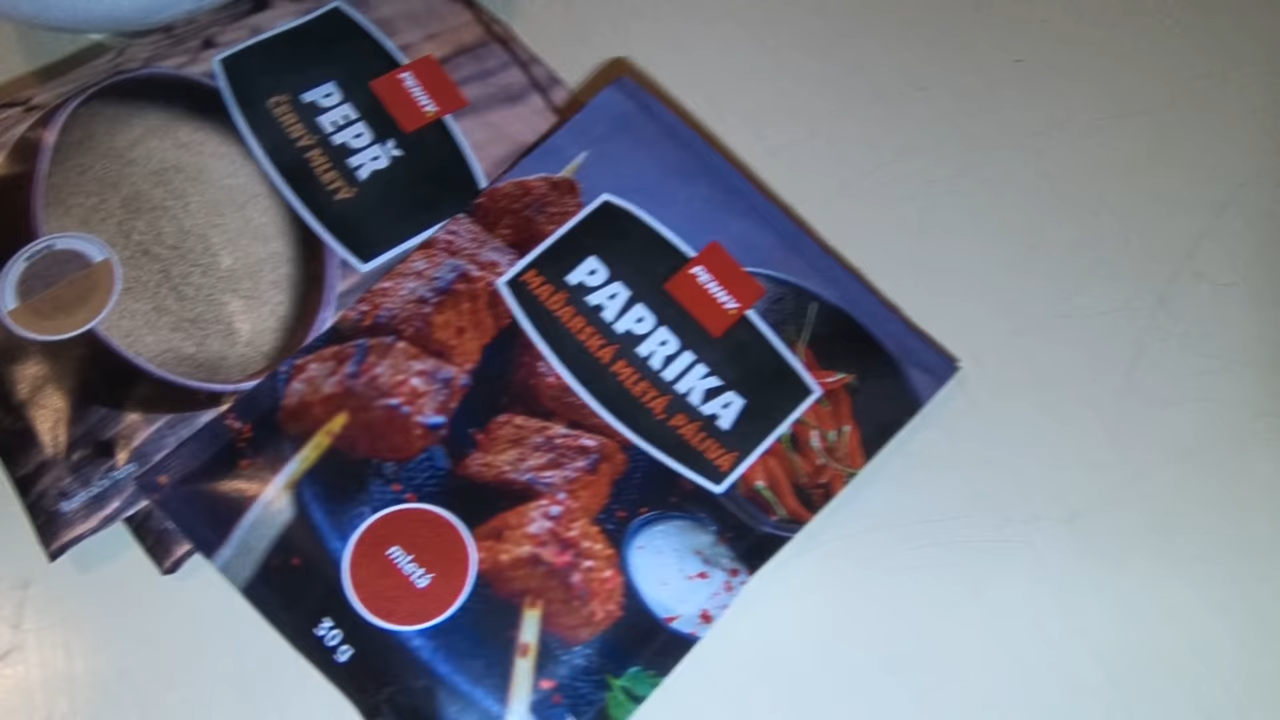 PENNY.
PEPŘ
ČERNÝ MLETÝ
PENNY.
PAPRIKA
MAĎARSKÁ MLETÁ, PÁLIVÁ
mletá
30 g